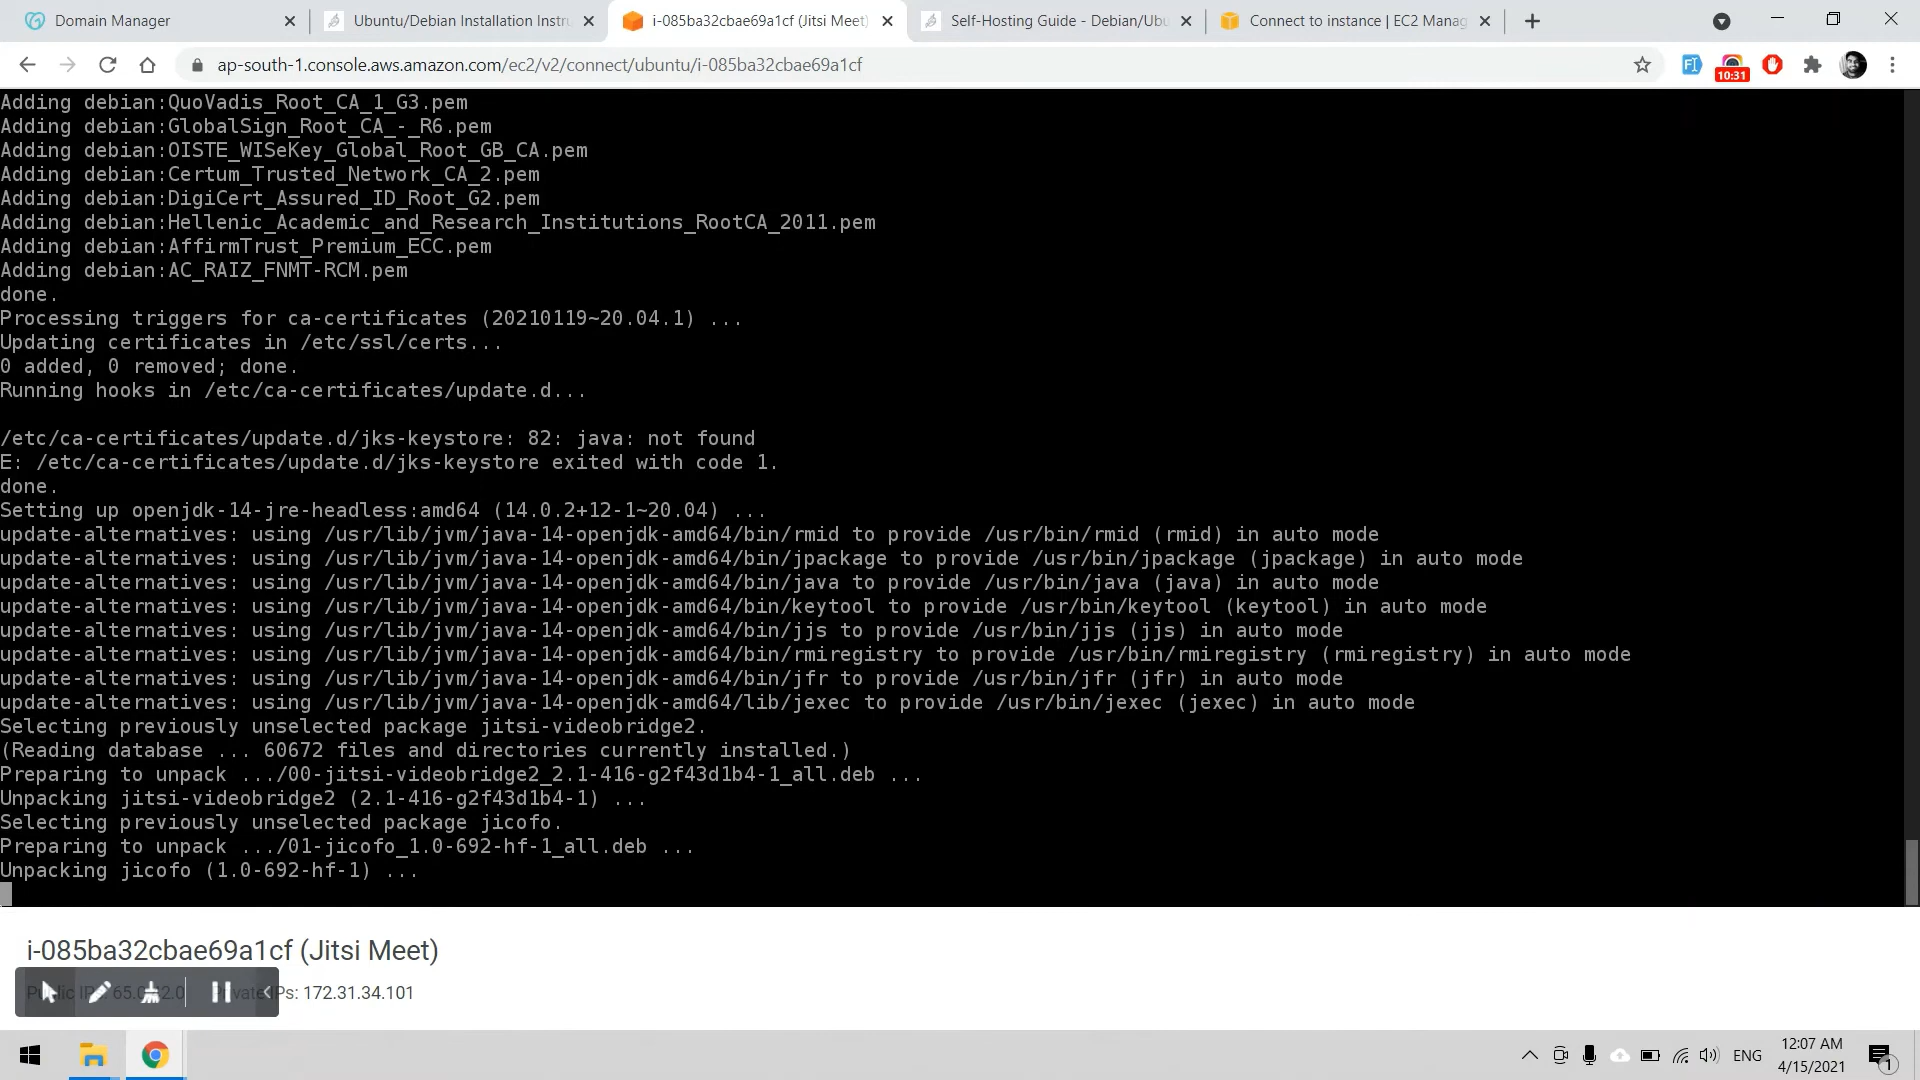 Domain Manager
Ubuntu/Debian Installation Instru
i-085ba32cbae69a1cf (Jitsi Meet)
Self-Hosting Guide - Debian/Ubu
Connect to instance | EC2 Manag
ap-south-1.console.aws.amazon.com/ec2/v2/connect/ubuntu/i-085ba32cbae69a1cf
10:31
Adding debian:QuoVadis_Root_CA_1_G3.pem
Adding debian:GlobalSign_Root_CA_-_R6.pem
Adding debian:OISTE_WISeKey_Global_Root_GB_CA.pem
Adding debian:Certum_Trusted_Network_CA_2.pem
Adding debian:DigiCert_Assured_ID_Root_G2.pem
Adding debian:Hellenic_Academic_and_Research_Institutions_RootCA_2011.pem
Adding debian:AffirmTrust_Premium_ECC.pem
Adding debian:AC_RAIZ_FNMT-RCM.pem
done.
Processing triggers for ca-certificates (20210119~20.04.1) ...
Updating certificates in /etc/ssl/certs...
0 added, 0 removed; done.
Running hooks in /etc/ca-certificates/update.d...
/etc/ca-certificates/update.d/jks-keystore: 82: java: not found
E: /etc/ca-certificates/update.d/jks-keystore exited with code 1.
done.
Setting up openjdk-14-jre-headless:amd64 (14.0.2+12-1~20.04) ...
update-alternatives: using /usr/lib/jvm/java-14-openjdk-amd64/bin/rmid to provide /usr/bin/rmid (rmid) in auto mode
update-alternatives: using /usr/lib/jvm/java-14-openjdk-amd64/bin/jpackage to provide /usr/bin/jpackage (jpackage) in auto mode
update-alternatives: using /usr/lib/jvm/java-14-openjdk-amd64/bin/java to provide /usr/bin/java (java) in auto mode
update-alternatives: using /usr/lib/jvm/java-14-openjdk-amd64/bin/keytool to provide /usr/bin/keytool (keytool) in auto mode
update-alternatives: using /usr/lib/jvm/java-14-openjdk-amd64/bin/jjs to provide /usr/bin/jjs (jjs) in auto mode
update-alternatives: using /usr/lib/jvm/java-14-openjdk-amd64/bin/rmiregistry to provide /usr/bin/rmiregistry (rmiregistry) in auto mode
update-alternatives: using /usr/lib/jvm/java-14-openjdk-amd64/bin/jfr to provide /usr/bin/jfr (jfr) in auto mode
update-alternatives: using /usr/lib/jvm/java-14-openjdk-amd64/lib/jexec to provide /usr/bin/jexec (jexec) in auto mode
Selecting previously unselected package jitsi-videobridge2.
(Reading database ... 60672 files and directories currently installed.)
Preparing to unpack .../00-jitsi-videobridge2_2.1-416-g2f43d1b4-1_all.deb ...
Unpacking jitsi-videobridge2 (2.1-416-g2f43d1b4-1) ...
Selecting previously unselected package jicofo.
Preparing to unpack .../01-jicofo_1.0-692-hf-1_all.deb ...
Unpacking jicofo (1.0-692-hf-1) ...
i-085ba32cbae69a1cf (Jitsi Meet)
IPs: 172.31.34.101
ENG
12:07 AM
4/15/2021
1